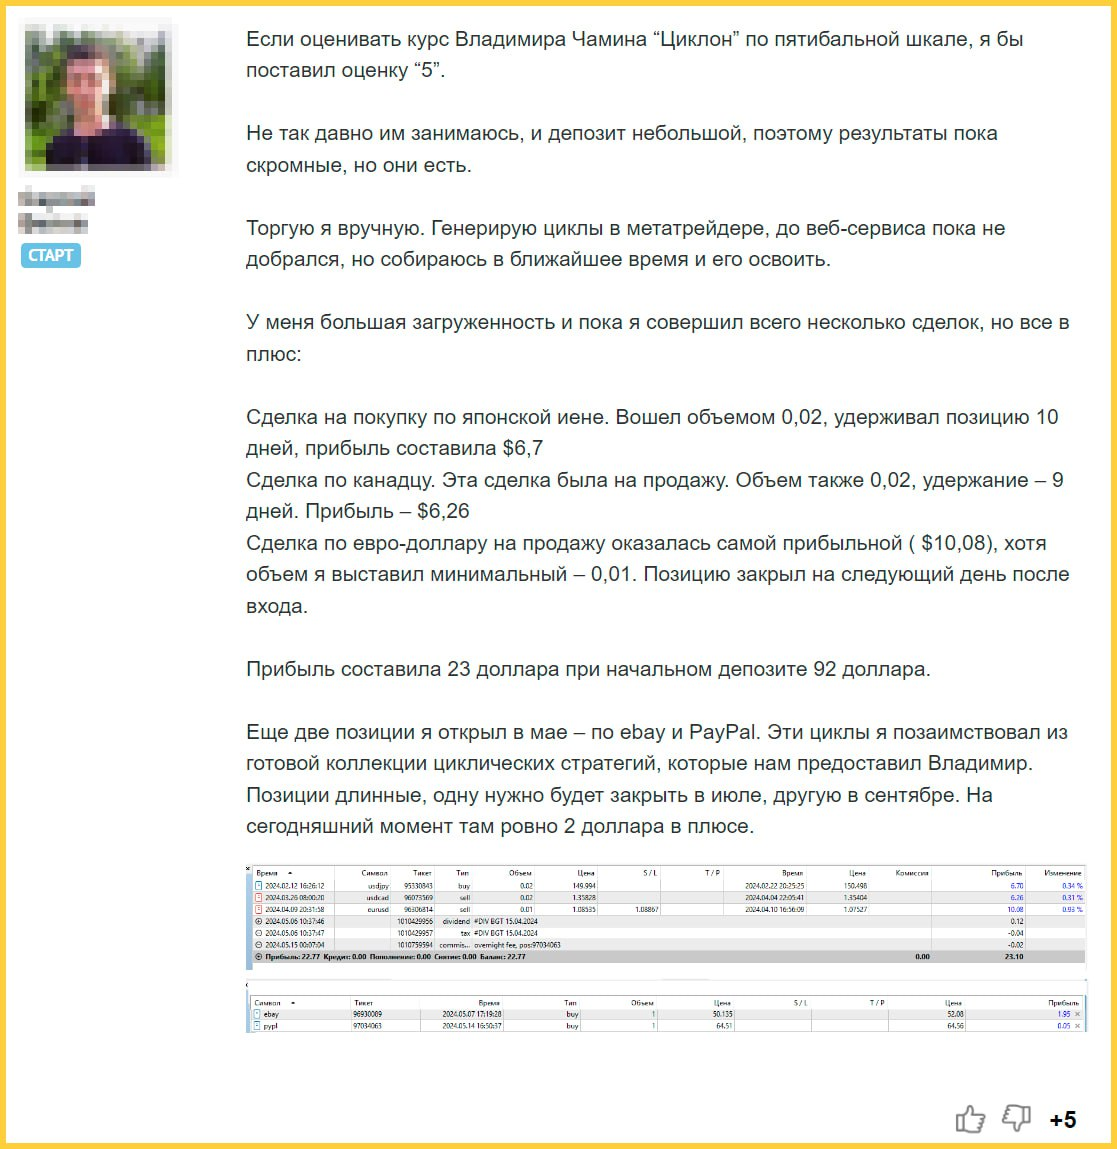 Если оценивать курс Владимира Чамина “Циклон” по пятибальной шкале, я бы
поставил оценку “5”.
Не так давно им занимаюсь, и депозит небольшой, поэтому результаты пока
скромные, но они есть.
СТАРТ
Торгую я вручную. Генерирую циклы в метатрейдере, до веб-сервиса пока не
добрался, но собираюсь в ближайшее время и его освоить.
У меня большая загруженность и пока я совершил всего несколько сделок, но все в
плюс:
Сделка на покупку по японской иене. Вошел объемом 0,02, удерживал позицию 10
дней, прибыль составила $6,7
Сделка по канадцу. Эта сделка была на продажу. Объем также 0,02, удержание – 9
дней. Прибыль – $6,26
Сделка по евро-доллару на продажу оказалась самой прибыльной ( $10,08), хотя
объем я выставил минимальный – 0,01. Позицию закрыл на следующий день после
входа.
Прибыль составила 23 доллара при начальном депозите 92 доллара.
Еще две позиции я открыл в мае – по ebay и PayPal. Эти циклы я позаимствовал из
готовой коллекции циклических стратегий, которые нам предоставил Владимир.
Позиции длинные, одну нужно будет закрыть в июле, другую в сентябре. На
сегодняшний момент там ровно 2 доллара в плюсе.
Время Символ Тикет Тип Объем Цена S / L T / P Время Цена Комиссия Прибыль Изменение
2024.02.12 16:26:12 usdjpy 95330843 buy 0.02 149.994 2024.02.22 20:25:25 150.498 6.70 0.34 %
2024.03.26 08:00:20 usdcad 96073569 sell 0.02 1.35828 2024.04.04 22:05:41 1.35404 6.26 0.31 %
2024.04.09 20:31:58 eurusd 96306814 sell 0.01 1.08535 1.08867 2024.04.10 16:56:09 1.07527 10.08 0.93 %
2024.05.06 10:37:46 1010429956 dividend #DIV BGT 15.04.2024 0.12
2024.05.06 10:37:47 1010429957 tax #DIV BGT 15.04.2024 -0.04
2024.05.15 00:07:04 1010759594 commis... overnight fee, pos:97034063 -0.02
Прибыль: 22.77 Кредит: 0.00 Пополнение: 0.00 Снятие: 0.00 Баланс: 22.77 0.00 23.10
Символ Тикет Время Тип Объем Цена S / L T / P Цена Прибыль
ebay 96930089 2024.05.07 17:19:28 buy 1 50.135 52.08 1.95
pypl 97034063 2024.05.14 16:50:37 buy 1 64.51 64.56 0.05
+5